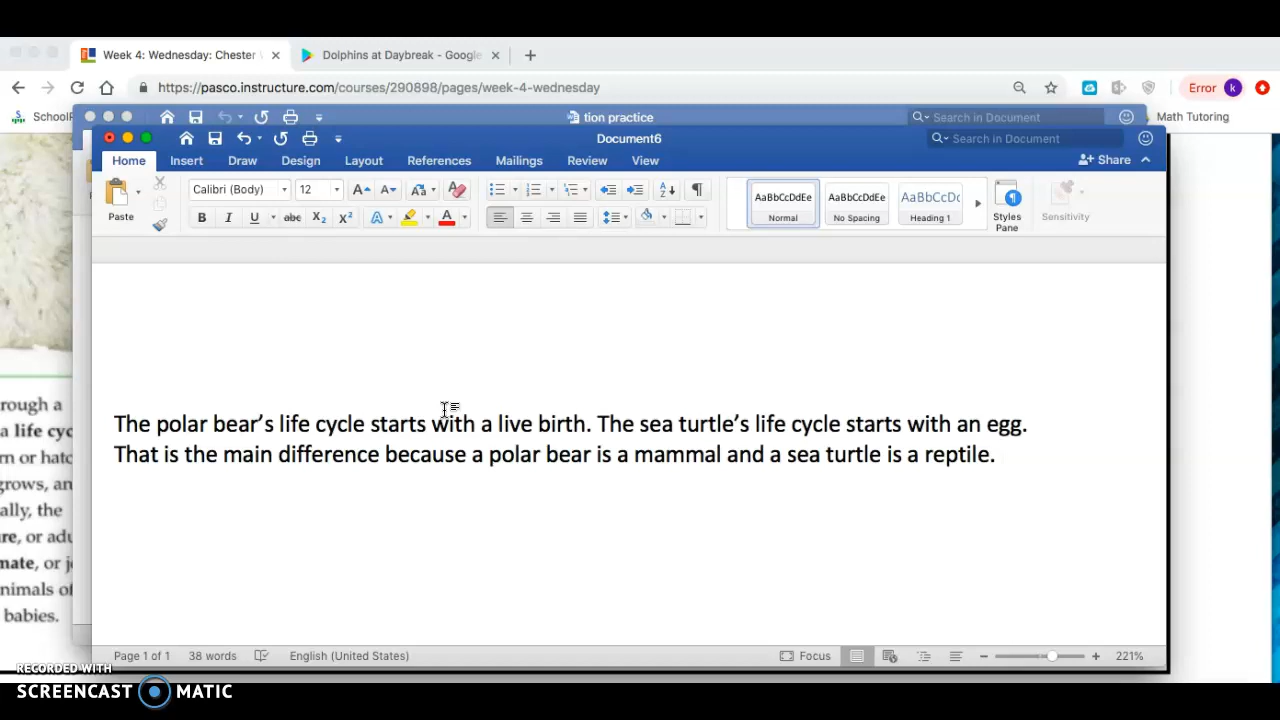 Week 4: Wednesday: Chester
Dolphins at Daybreak - Google
https://pasco.instructure.com/courses/290898/pages/week-4-wednesday
Error k
tion practice
Search in Document
Math Tutoring
Document6
Search in Document
Home Insert Draw Design Layout References Mailings Review View Share
Calibri (Body) 12
Paste
AaBbCcDdEe AaBbCcDdEe AaBbCcDc
Normal No Spacing Heading 1
Styles Pane
Sensitivity
The polar bear’s life cycle starts with a live birth. The sea turtle’s life cycle starts with an egg.
That is the main difference because a polar bear is a mammal and a sea turtle is a reptile.
rough a
a life cyc
rn or hatc
grows, an
ally, the
re, or adu
mate, or j
nimals of
babies.
Page 1 of 1 38 words English (United States) Focus 221%
RECORDED WITH
SCREENCAST MATIC